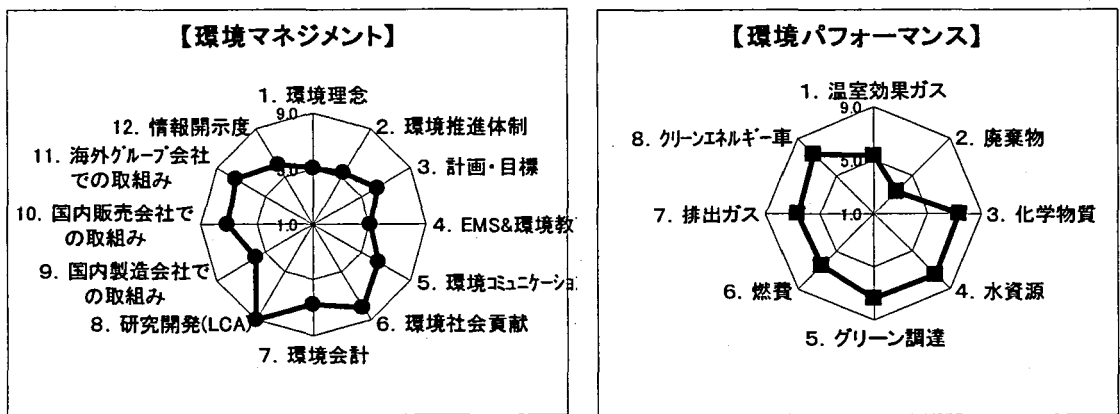 【環境マネジメント】
1. 環境理念
9.0
12. 情報開示度
2. 環境推進体制
11. 海外グループ会社
での取組み
5.0
3. 計画・目標
10. 国内販売会社で
の取組み
1.0
4. EMS&環境教
9. 国内製造会社で
の取組み
5. 環境コミュニケーション
8. 研究開発(LCA)
6. 環境社会貢献
7. 環境会計
【環境パフォーマンス】
1. 温室効果ガス
9.0
8. クリーンエネルギー車
2. 廃棄物
5.0
7. 排出ガス
1.0
3. 化学物質
6. 燃費
4. 水資源
5. グリーン調達